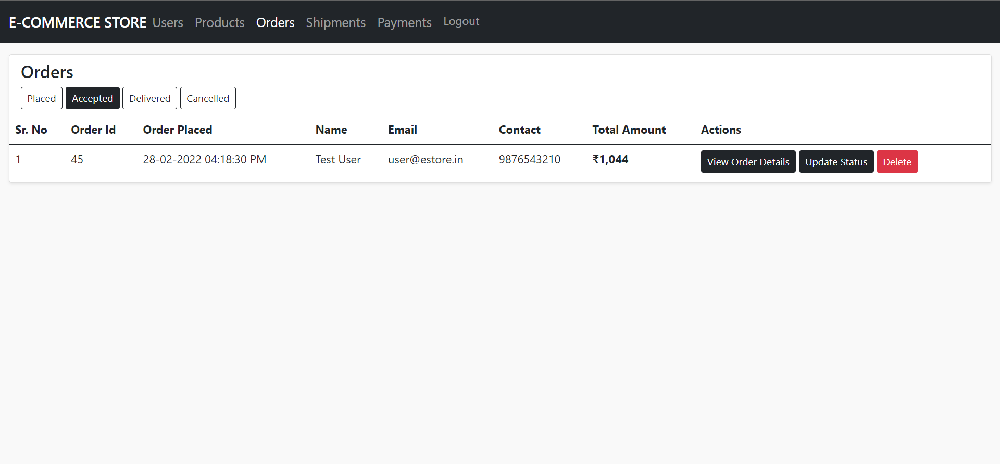 E-COMMERCE STORE Users Products Orders Shipments Payments Logout
Orders
Placed Accepted Delivered Cancelled
Sr. No Order Id Order Placed Name Email Contact Total Amount Actions
1 45 28-02-2022 04:18:30 PM Test User user@estore.in 9876543210 ₹1,044 View Order Details Update Status Delete